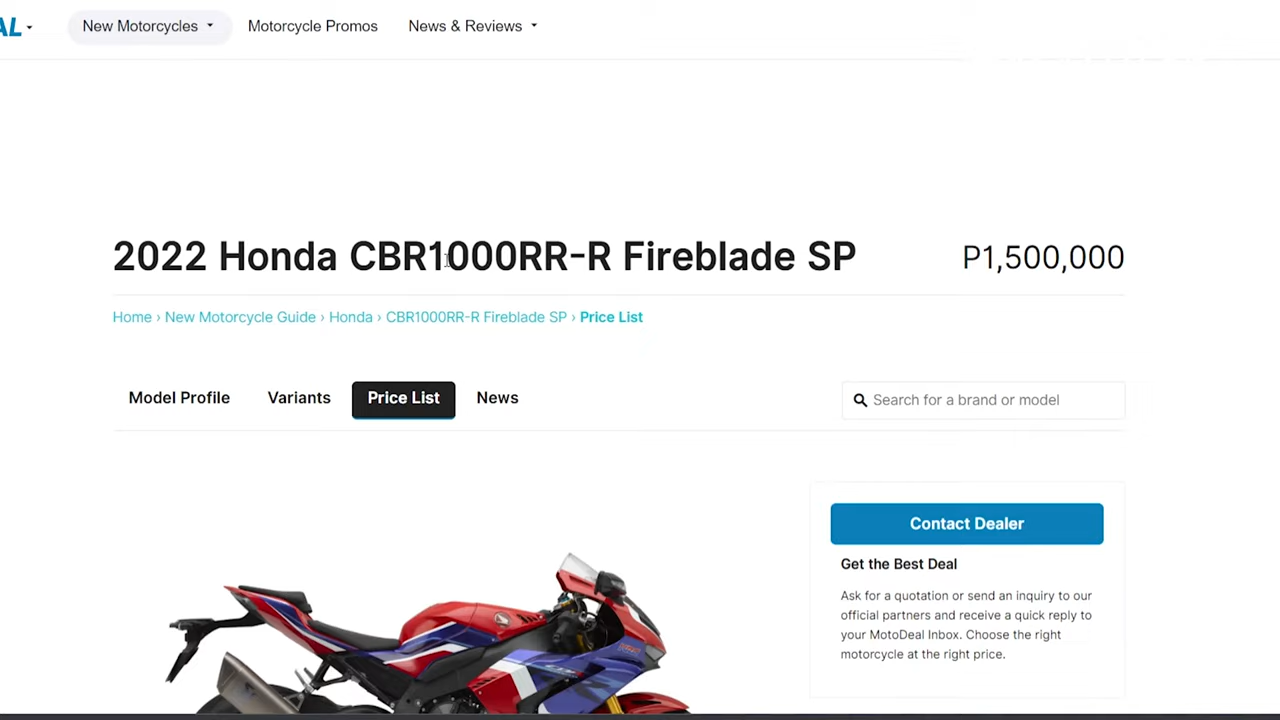 AL New Motorcycles Motorcycle Promos News & Reviews
2022 Honda CBR1000RR-R Fireblade SP P1,500,000
Home › New Motorcycle Guide › Honda › CBR1000RR-R Fireblade SP › Price List
Model Profile Variants Price List News Search for a brand or model
Contact Dealer
Get the Best Deal
Ask for a quotation or send an inquiry to our
official partners and receive a quick reply to
your MotoDeal Inbox. Choose the right
motorcycle at the right price.